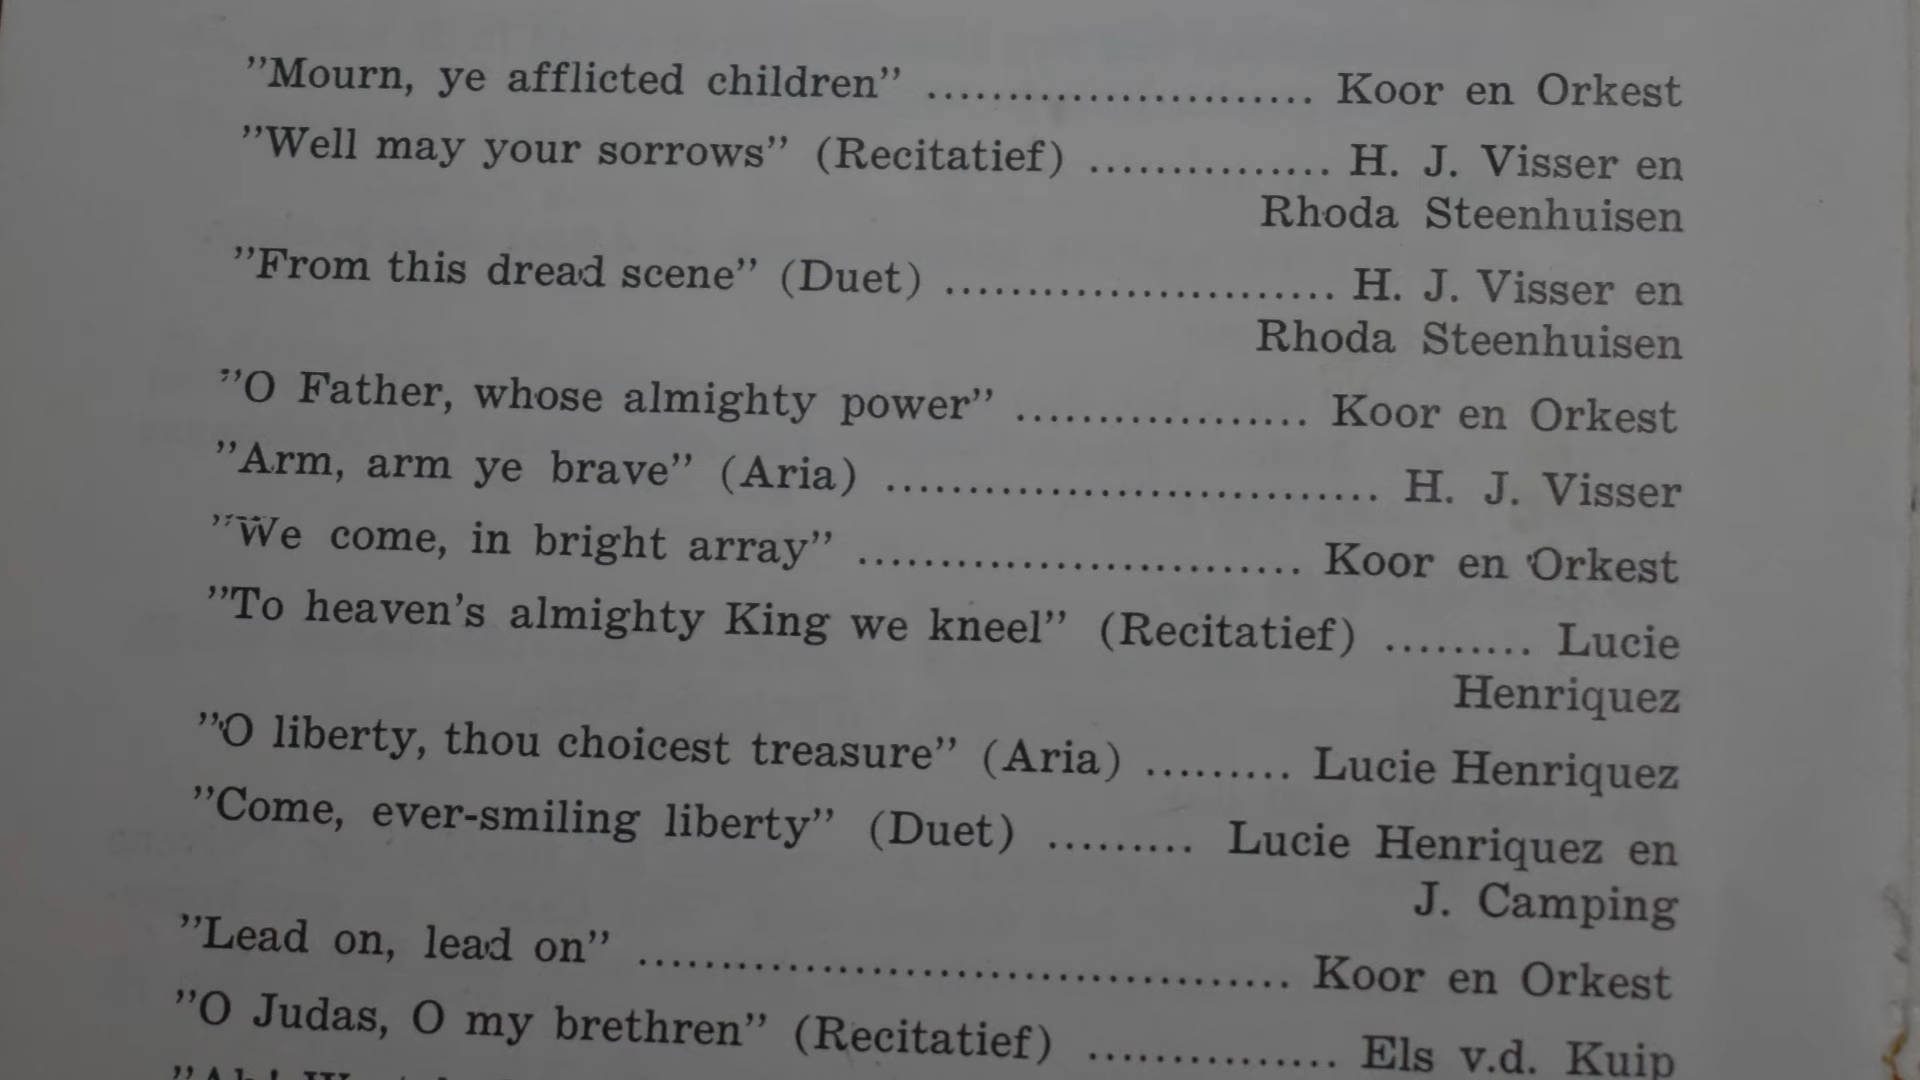 "Mourn, ye afflicted children" ........................ Koor en Orkest
"Well may your sorrows" (Recitatief) ............... H. J. Visser en
Rhoda Steenhuisen
"From this dread scene" (Duet) ........................ H. J. Visser en
Rhoda Steenhuisen
"O Father, whose almighty power" .................. Koor en Orkest
"Arm, arm ye brave" (Aria) .............................. H. J. Visser
"We come, in bright array" ........................... Koor en Orkest
"To heaven's almighty King we kneel" (Recitatief) ......... Lucie
Henriquez
"O liberty, thou choicest treasure" (Aria) ......... Lucie Henriquez
"Come, ever-smiling liberty" (Duet) ......... Lucie Henriquez en
J. Camping
"Lead on, lead on" ....................................... Koor en Orkest
"O Judas, O my brethren" (Recitatief) ............... Els v.d. Kuip